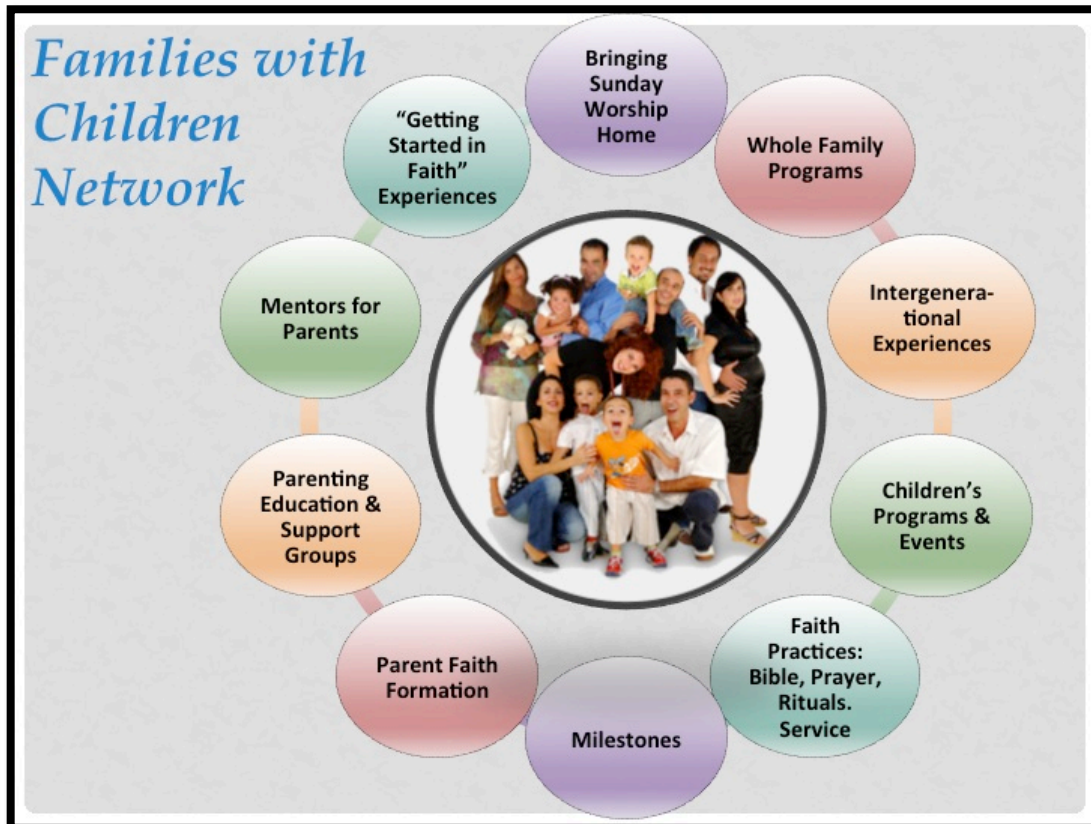 Families with
Children
Network
Bringing
Sunday
Worship
Home
Whole Family
Programs
Intergenera-
tional
Experiences
Children’s
Programs &
Events
Faith
Practices:
Bible, Prayer,
Rituals.
Service
Milestones
Parent Faith
Formation
Parenting
Education &
Support
Groups
Mentors for
Parents
“Getting
Started in
Faith”
Experiences